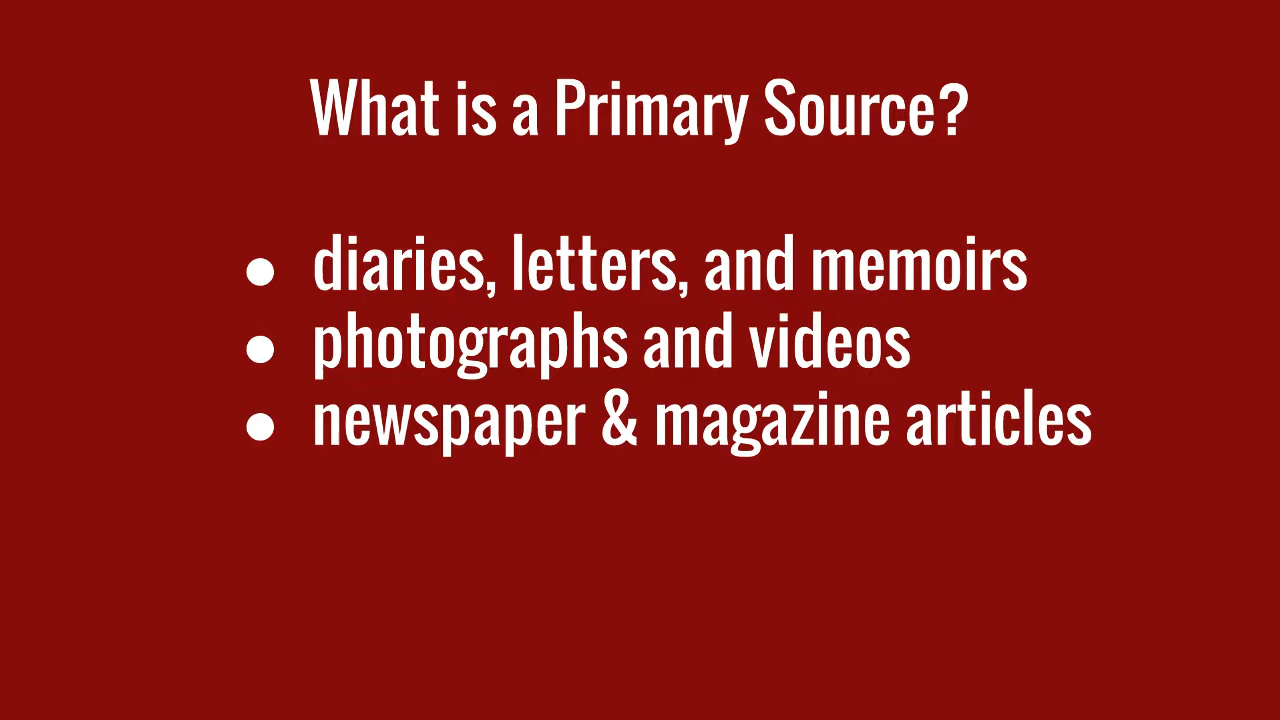 What is a Primary Source?
● diaries, letters, and memoirs
● photographs and videos
● newspaper & magazine articles